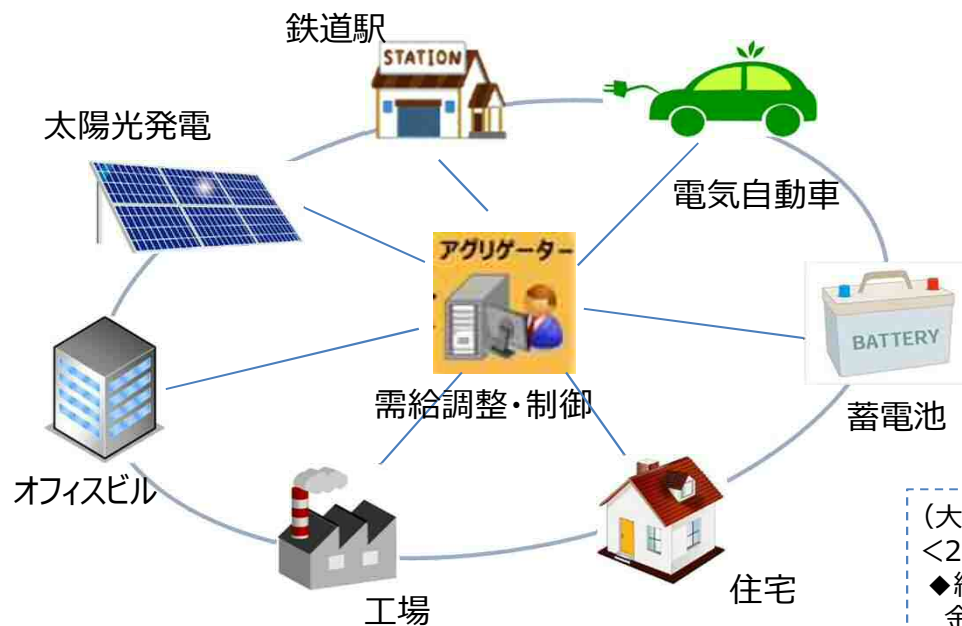 鉄道駅
STATION
太陽光発電
電気自動車
アグリゲーター
BATTERY
需給調整・制御
蓄電池
オフィスビル
住宅
工場
(大
<2
◆